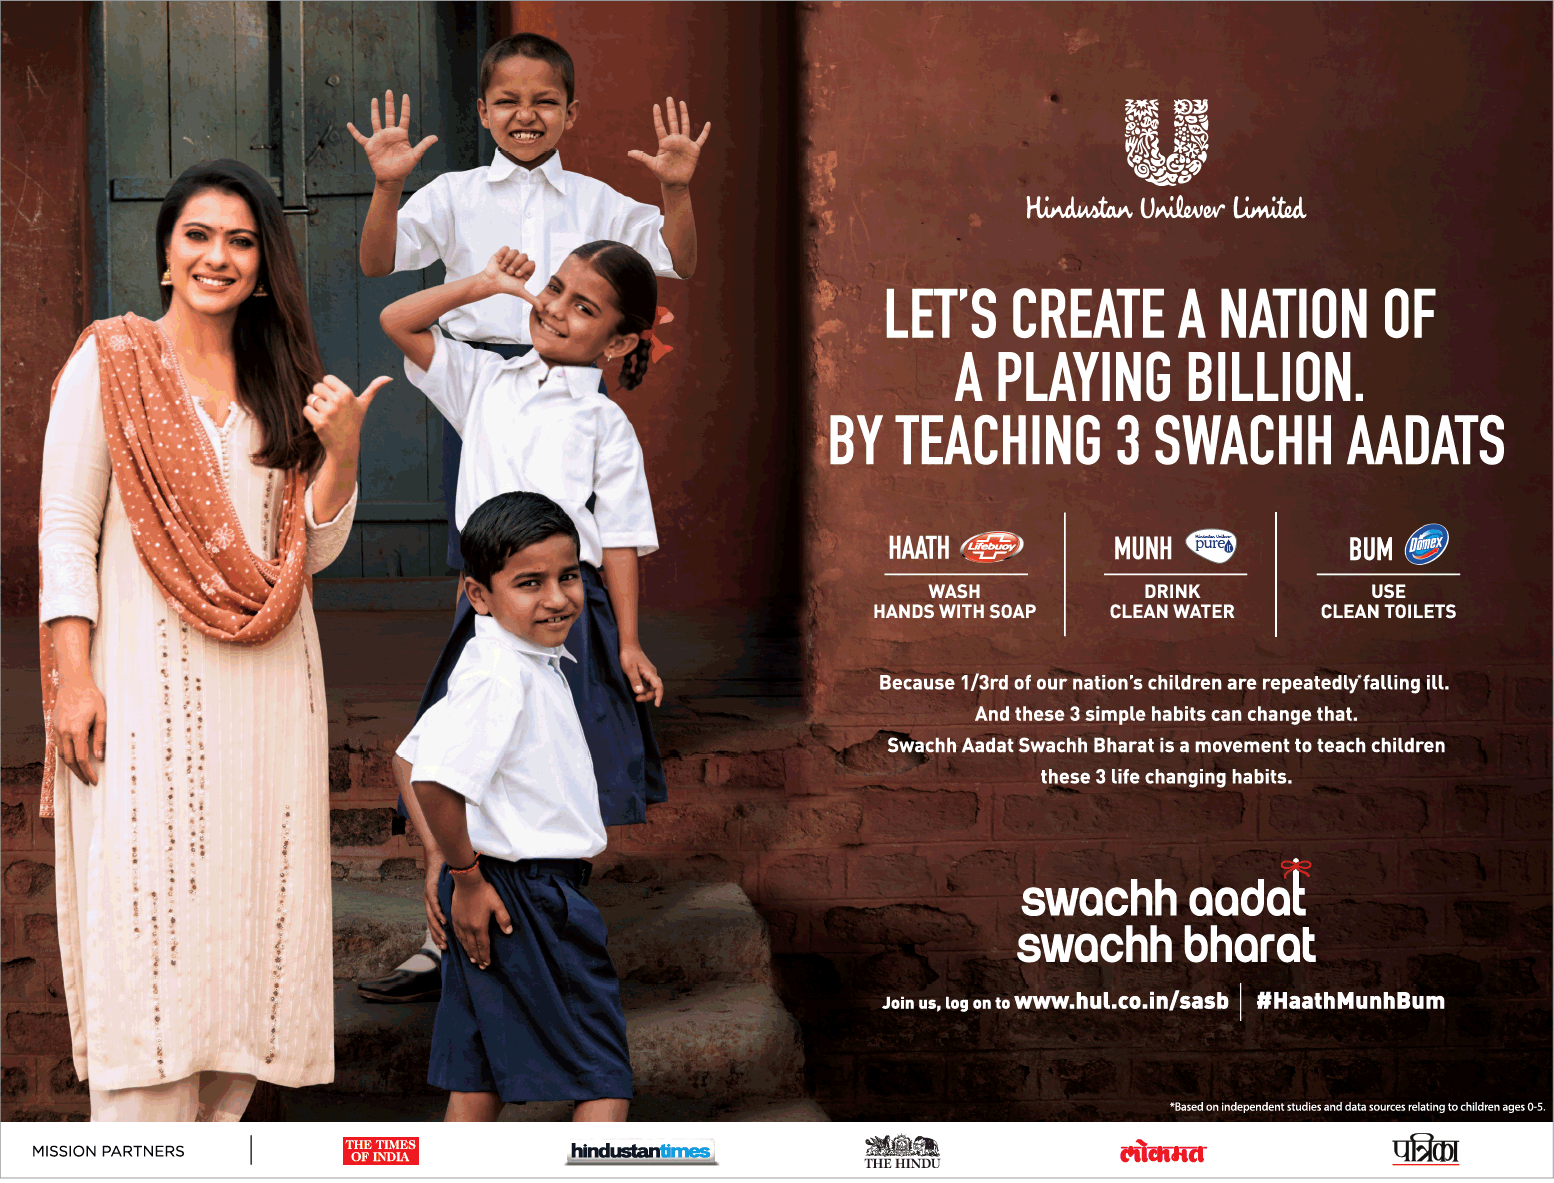 Hindustan Unilever Limited
LET'S CREATE A NATION OF
A PLAYING BILLION.
BY TEACHING 3 SWACHH AADATS
HAATH Lifebuoy
WASH
HANDS WITH SOAP
MUNH Hindustan Unilever pureit
DRINK
CLEAN WATER
BUM Domex
USE
CLEAN TOILETS
Because 1/3rd of our nation's children are repeatedly* falling ill.
And these 3 simple habits can change that.
Swachh Aadat Swachh Bharat is a movement to teach children
these 3 life changing habits.
swachh aadat
swachh bharat
Join us, log on to www.hul.co.in/sasb | #HaathMunhBum
*Based on independent studies and data sources relating to children ages 0-5.
MISSION PARTNERS
THE TIMES
OF INDIA
hindustantimes
THE HINDU
लोकमत
पत्रिका